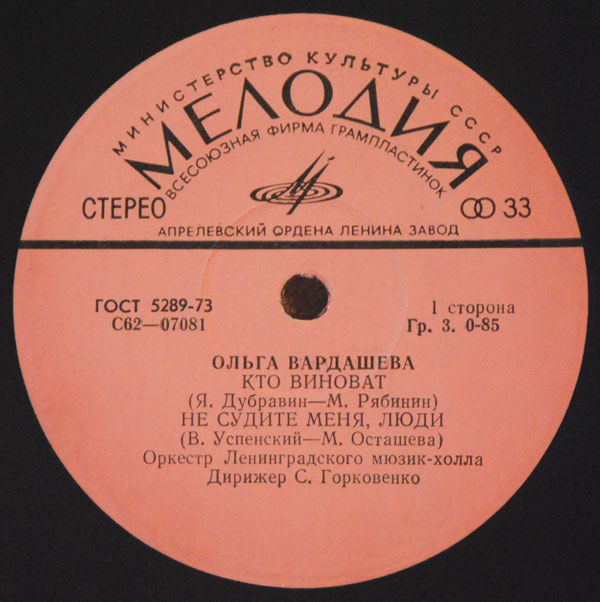 МИНИСТЕРСТВО КУЛЬТУРЫ СССР
МЕЛОДИЯ
ВСЕСОЮЗНАЯ ФИРМА ГРАМПЛАСТИНОК
СТЕРЕО
33
АПРЕЛЕВСКИЙ ОРДЕНА ЛЕНИНА ЗАВОД
ГОСТ 5289-73
С62—07081
1 сторона
Гр. 3. 0-85
ОЛЬГА ВАРДАШЕВА
КТО ВИНОВАТ
(Я. Дубравин—М. Рябинин)
НЕ СУДИТЕ МЕНЯ, ЛЮДИ
(В. Успенский—М. Осташева)
Оркестр Ленинградского мюзик-холла
Дирижер С. Горковенко